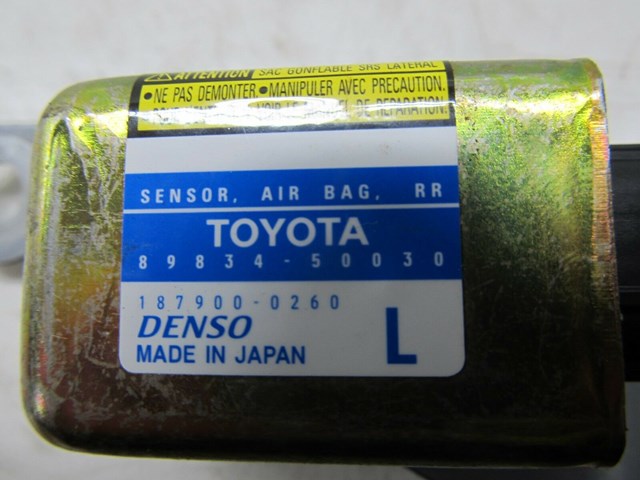 ATTENTION SAC GONFLABLE SRS LATERAL
•NE PAS DEMONTER •MANIPULER AVEC PRECAUTION.
DE REPARATION.
SENSOR, AIR BAG, RR
TOYOTA
89834-50030
187900-0260
DENSO
MADE IN JAPAN
L